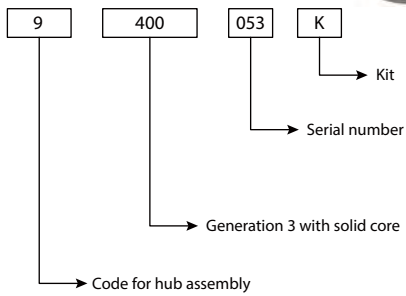 9 400 053 K
Kit
Serial number
Generation 3 with solid core
Code for hub assembly